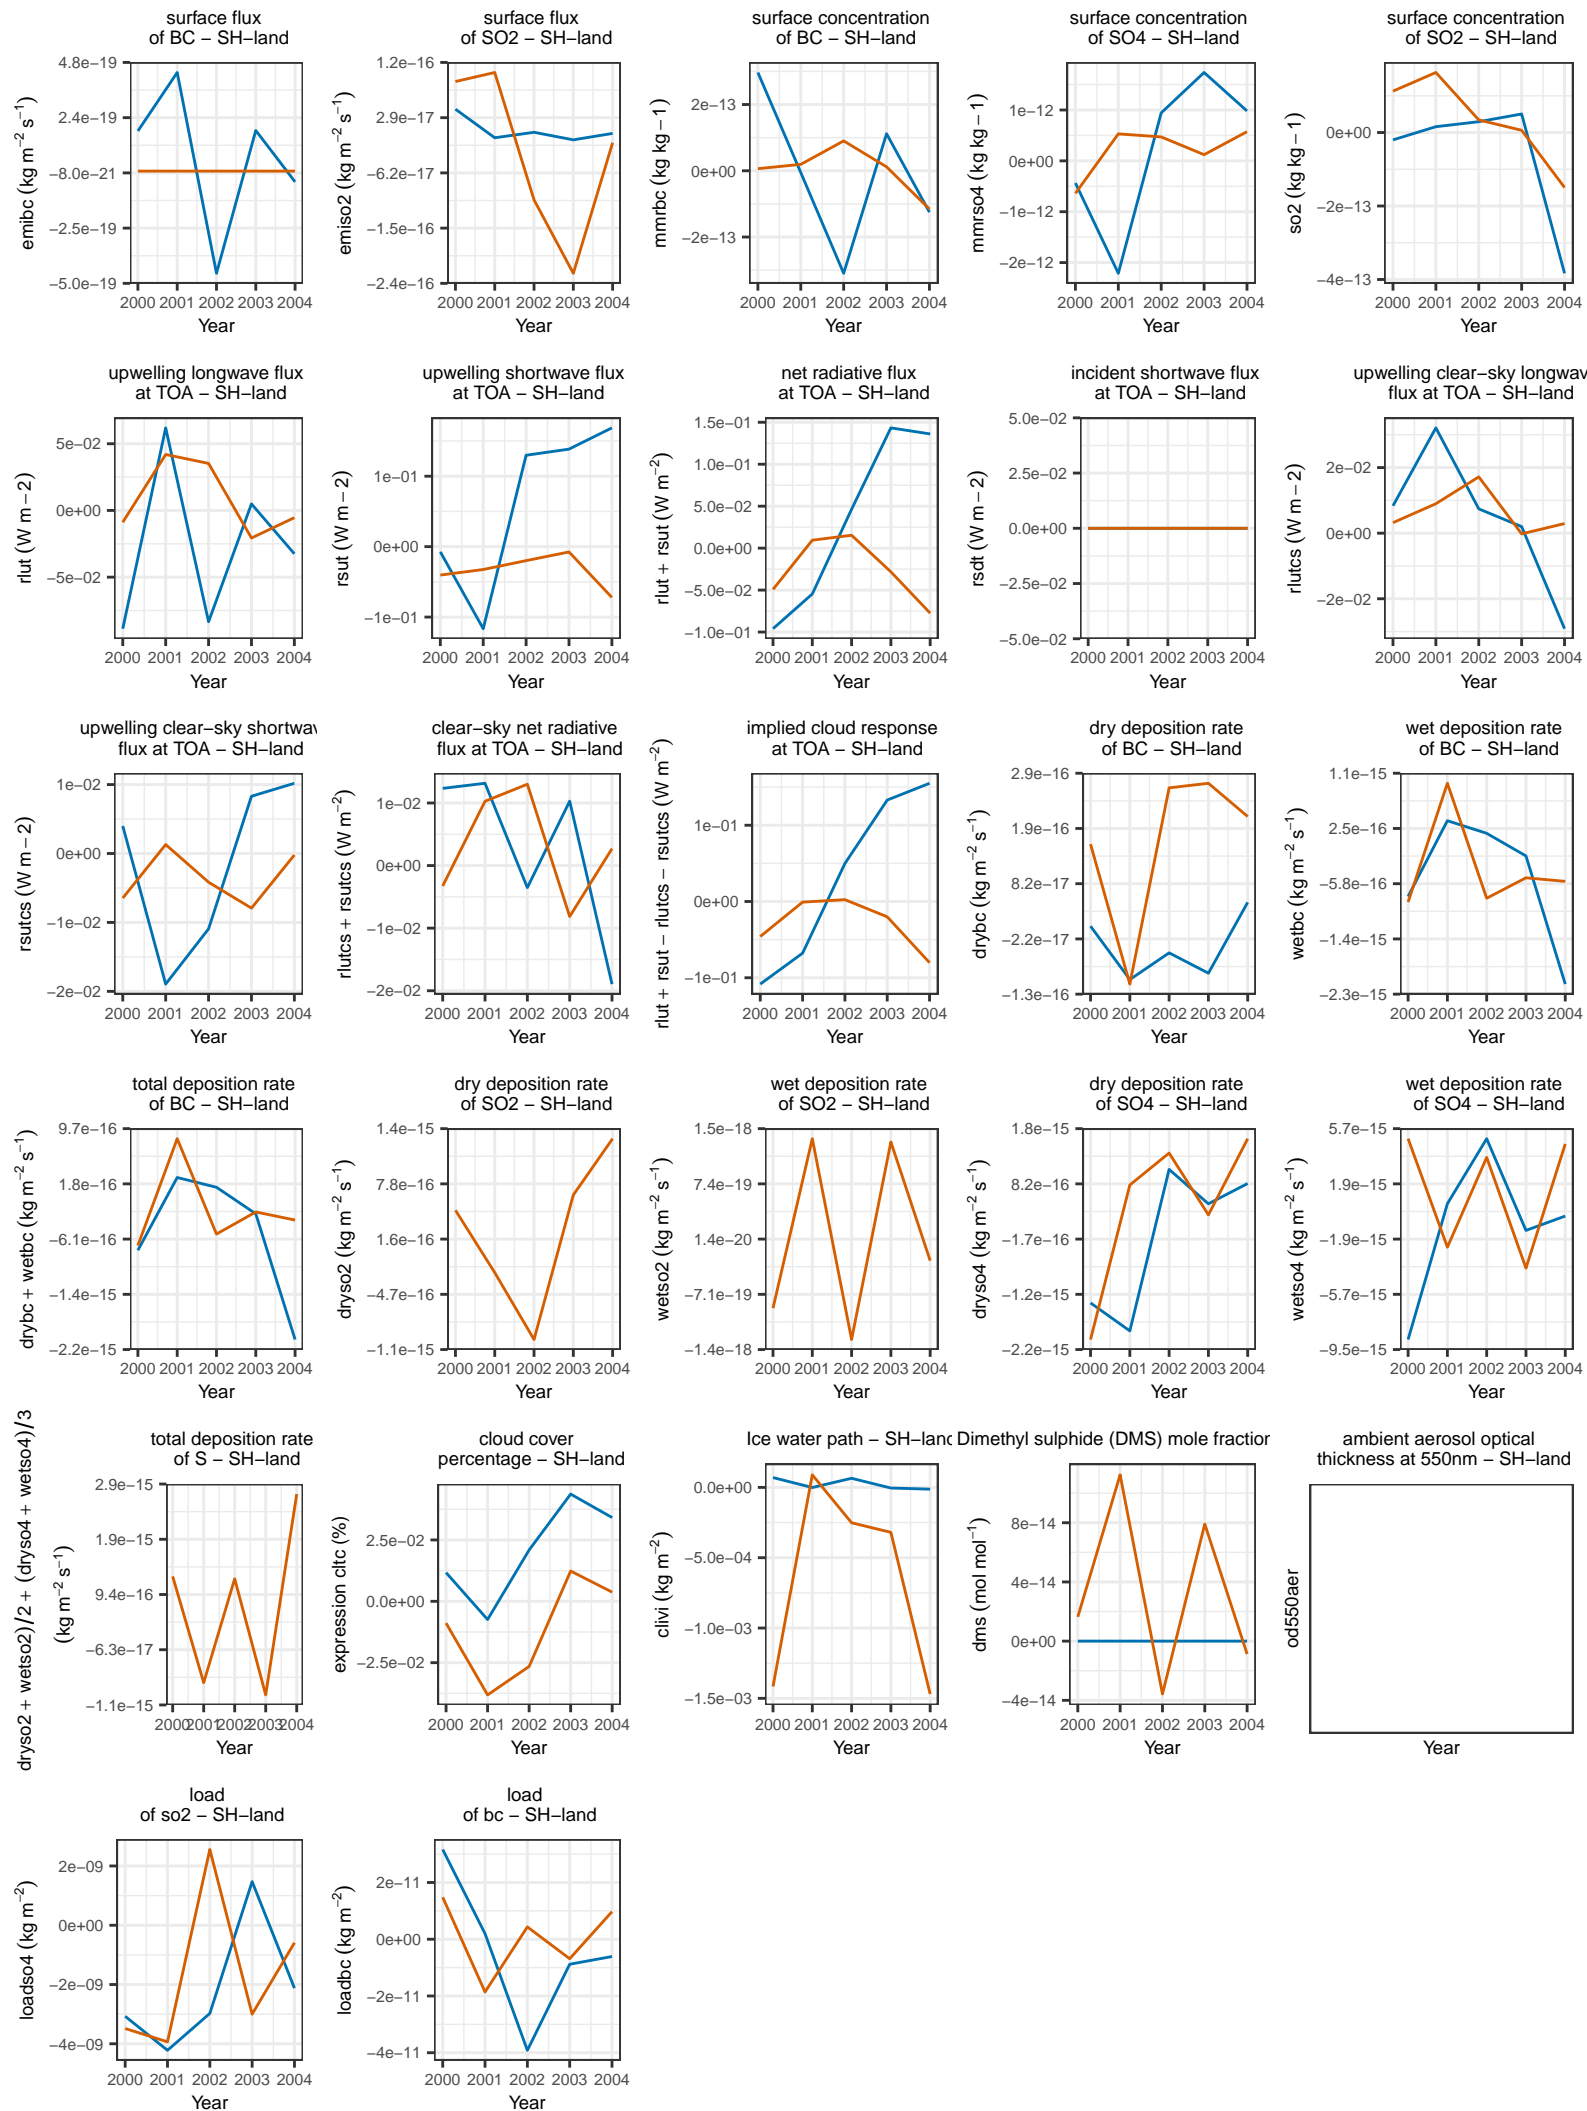 surface flux
of BC − SH−land
emibc (kg m−2 s−1)
4.8e−19
2.4e−19
−8.0e−21
−2.5e−19
−5.0e−19
2000 2001 2002 2003 2004
Year
surface flux
of SO2 − SH−land
emiso2 (kg m−2 s−1)
1.2e−16
2.9e−17
−6.2e−17
−1.5e−16
−2.4e−16
2000 2001 2002 2003 2004
Year
surface concentration
of BC − SH−land
mmrbc (kg kg−1)
2e−13
0e+00
−2e−13
2000 2001 2002 2003 2004
Year
surface concentration
of SO4 − SH−land
mmrso4 (kg kg−1)
1e−12
0e+00
−1e−12
−2e−12
2000 2001 2002 2003 2004
Year
surface concentration
of SO2 − SH−land
so2 (kg kg−1)
0e+00
−2e−13
−4e−13
2000 2001 2002 2003 2004
Year
upwelling longwave flux
at TOA − SH−land
rlut (W m−2)
5e−02
0e+00
−5e−02
2000 2001 2002 2003 2004
Year
upwelling shortwave flux
at TOA − SH−land
rsut (W m−2)
1e−01
0e+00
−1e−01
2000 2001 2002 2003 2004
Year
net radiative flux
at TOA − SH−land
rlut + rsut (W m−2)
1.5e−01
1.0e−01
5.0e−02
0.0e+00
−5.0e−02
−1.0e−01
2000 2001 2002 2003 2004
Year
incident shortwave flux
at TOA − SH−land
rsdt (W m−2)
5.0e−02
2.5e−02
0.0e+00
−2.5e−02
−5.0e−02
2000 2001 2002 2003 2004
Year
upwelling clear−sky longwav
flux at TOA − SH−land
rlutcs (W m−2)
2e−02
0e+00
−2e−02
2000 2001 2002 2003 2004
Year
upwelling clear−sky shortwav
flux at TOA − SH−land
rsutcs (W m−2)
1e−02
0e+00
−1e−02
−2e−02
2000 2001 2002 2003 2004
Year
clear−sky net radiative
flux at TOA − SH−land
rlutcs + rsutcs (W m−2)
1e−02
0e+00
−1e−02
−2e−02
2000 2001 2002 2003 2004
Year
implied cloud response
at TOA − SH−land
rlut + rsut − rlutcs − rsutcs (W m−2)
1e−01
0e+00
−1e−01
2000 2001 2002 2003 2004
Year
dry deposition rate
of BC − SH−land
drybc (kg m−2 s−1)
2.9e−16
1.9e−16
8.2e−17
−2.2e−17
−1.3e−16
2000 2001 2002 2003 2004
Year
wet deposition rate
of BC − SH−land
wetbc (kg m−2 s−1)
1.1e−15
2.5e−16
−5.8e−16
−1.4e−15
−2.3e−15
2000 2001 2002 2003 2004
Year
total deposition rate
of BC − SH−land
drybc + wetbc (kg m−2 s−1)
9.7e−16
1.8e−16
−6.1e−16
−1.4e−15
−2.2e−15
2000 2001 2002 2003 2004
Year
dry deposition rate
of SO2 − SH−land
dryso2 (kg m−2 s−1)
1.4e−15
7.8e−16
1.6e−16
−4.7e−16
−1.1e−15
2000 2001 2002 2003 2004
Year
wet deposition rate
of SO2 − SH−land
wetso2 (kg m−2 s−1)
1.5e−18
7.4e−19
1.4e−20
−7.1e−19
−1.4e−18
2000 2001 2002 2003 2004
Year
dry deposition rate
of SO4 − SH−land
dryso4 (kg m−2 s−1)
1.8e−15
8.2e−16
−1.7e−16
−1.2e−15
−2.2e−15
2000 2001 2002 2003 2004
Year
wet deposition rate
of SO4 − SH−land
wetso4 (kg m−2 s−1)
5.7e−15
1.9e−15
−1.9e−15
−5.7e−15
−9.5e−15
2000 2001 2002 2003 2004
Year
total deposition rate
of S − SH−land
dryso2 + wetso2)/2 + (dryso4 + wetso4)/3
(kg m−2 s−1)
2.9e−15
1.9e−15
9.4e−16
−6.3e−17
−1.1e−15
2000 2001 2002 2003 2004
Year
cloud cover
percentage − SH−land
expression cltc (%)
2.5e−02
0.0e+00
−2.5e−02
2000 2001 2002 2003 2004
Year
Ice water path − SH−land
clivi (kg m−2)
0.0e+00
−5.0e−04
−1.0e−03
−1.5e−03
2000 2001 2002 2003 2004
Year
Dimethyl sulphide (DMS) mole fraction
dms (mol mol−1)
8e−14
4e−14
0e+00
−4e−14
2000 2001 2002 2003 2004
Year
ambient aerosol optical
thickness at 550nm − SH−land
od550aer
Year
load
of so2 − SH−land
loadso4 (kg m−2)
2e−09
0e+00
−2e−09
−4e−09
2000 2001 2002 2003 2004
Year
load
of bc − SH−land
loadbc (kg m−2)
2e−11
0e+00
−2e−11
−4e−11
2000 2001 2002 2003 2004
Year